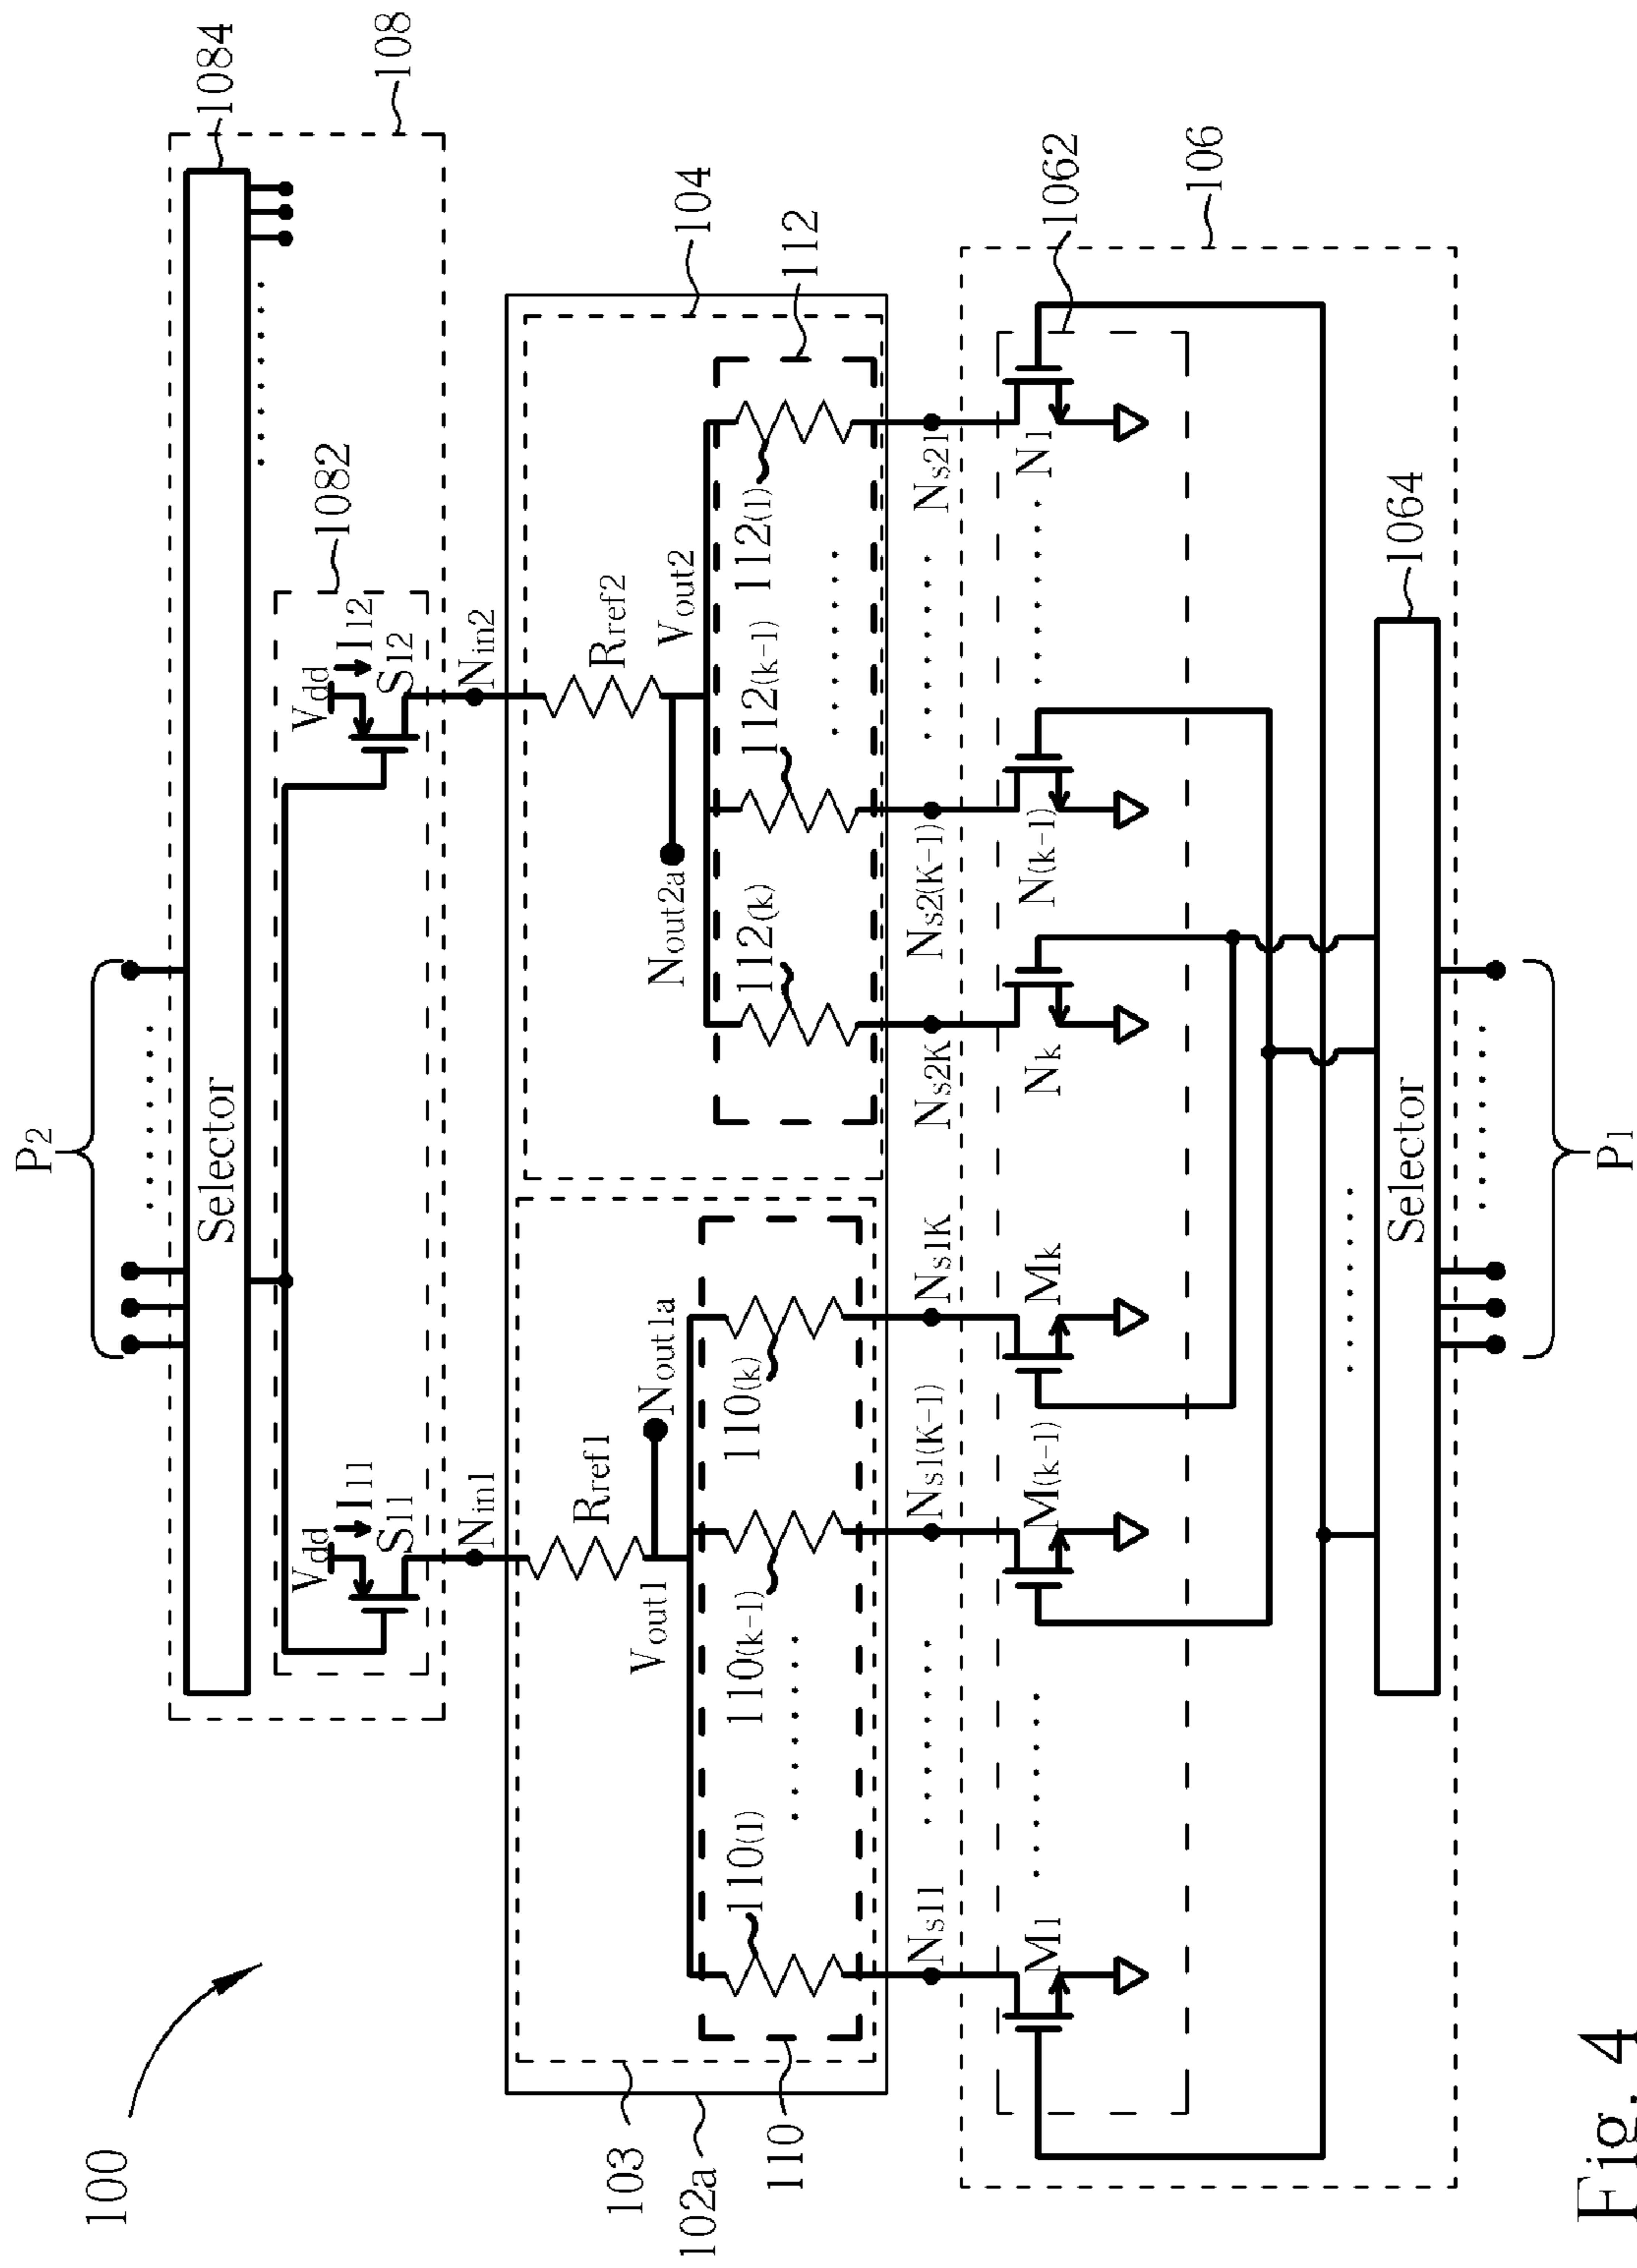 100
P2
1084
Selector
108
1082
Vdd
I11
S11
Vdd
I12
S12
Nin1
Nin2
104
103
102a
Rref1
Rref2
Vout1
Nout1a
Nout2a
Vout2
112
110
110(1)
110(k-1)
110(k)
112(k)
112(k-1)
112(1)
Ns11
Ns1(K-1)
Ns1K
Ns2K
Ns2(K-1)
Ns21
M1
M(k-1)
Mk
Nk
N(k-1)
N1
1062
106
1064
Selector
P1
Fig. 4